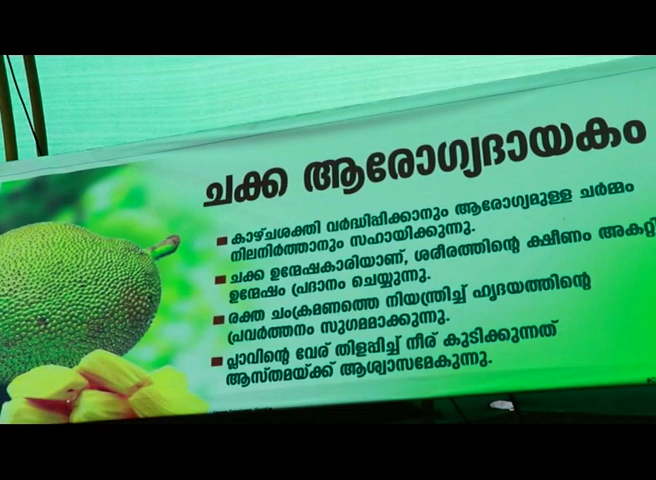 ചക്ക ആരോഗ്യദായകം
കാഴ്ചശക്തി വർദ്ധിപ്പിക്കാനും ആരോഗ്യമുള്ള ചർമ്മം
നിലനിർത്താനും സഹായിക്കുന്നു.
ചക്ക ഉന്മേഷകാരിയാണ്, ശരീരത്തിന്റെ ക്ഷീണം അകറ്റി
ഉന്മേഷം പ്രദാനം ചെയ്യുന്നു.
രക്ത ചംക്രമണത്തെ നിയന്ത്രിച്ച് ഹൃദയത്തിന്റെ
പ്രവർത്തനം സുഗമമാക്കുന്നു.
പ്ലാവിന്റെ വേര് തിളപ്പിച്ച് നീര് കുടിക്കുന്നത്
ആസ്തമയ്ക്ക് ആശ്വാസമേകുന്നു.